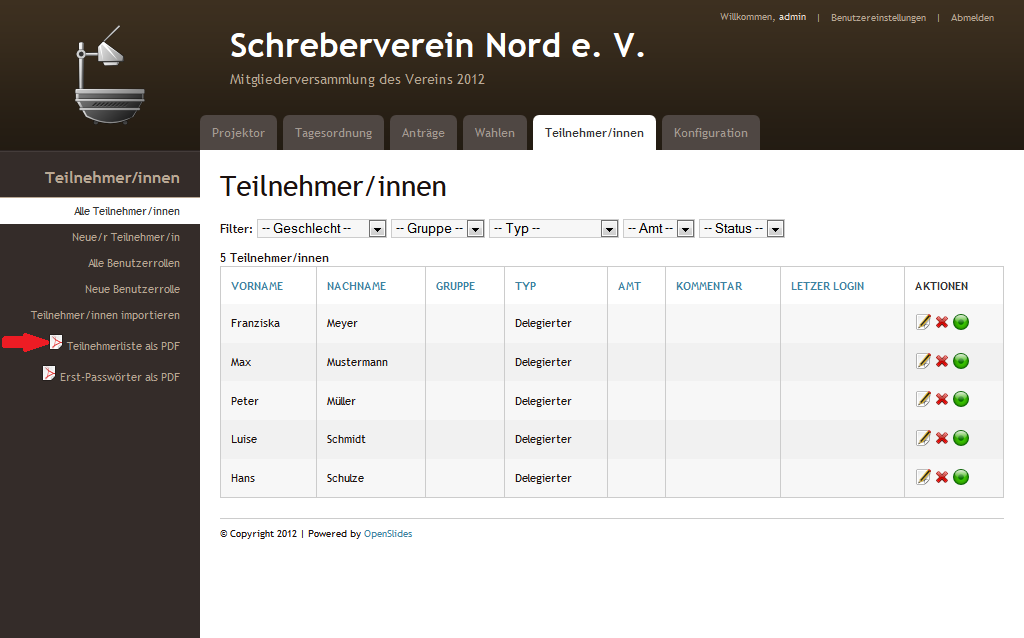 Willkommen, admin | Benutzereinstellungen | Abmelden
Schreberverein Nord e. V.
Mitgliederversammlung des Vereins 2012
Projektor Tagesordnung Anträge Wahlen Teilnehmer/innen Konfiguration
Teilnehmer/innen
Alle Teilnehmer/innen
Neue/r Teilnehmer/in
Alle Benutzerrollen
Neue Benutzerrolle
Teilnehmer/innen importieren
Teilnehmerliste als PDF
Erst-Passwörter als PDF
Teilnehmer/innen
Filter: -- Geschlecht -- -- Gruppe -- -- Typ -- -- Amt -- -- Status --
5 Teilnehmer/innen
VORNAME NACHNAME GRUPPE TYP AMT KOMMENTAR LETZER LOGIN AKTIONEN
Franziska Meyer Delegierter
Max Mustermann Delegierter
Peter Müller Delegierter
Luise Schmidt Delegierter
Hans Schulze Delegierter
© Copyright 2012 | Powered by OpenSlides